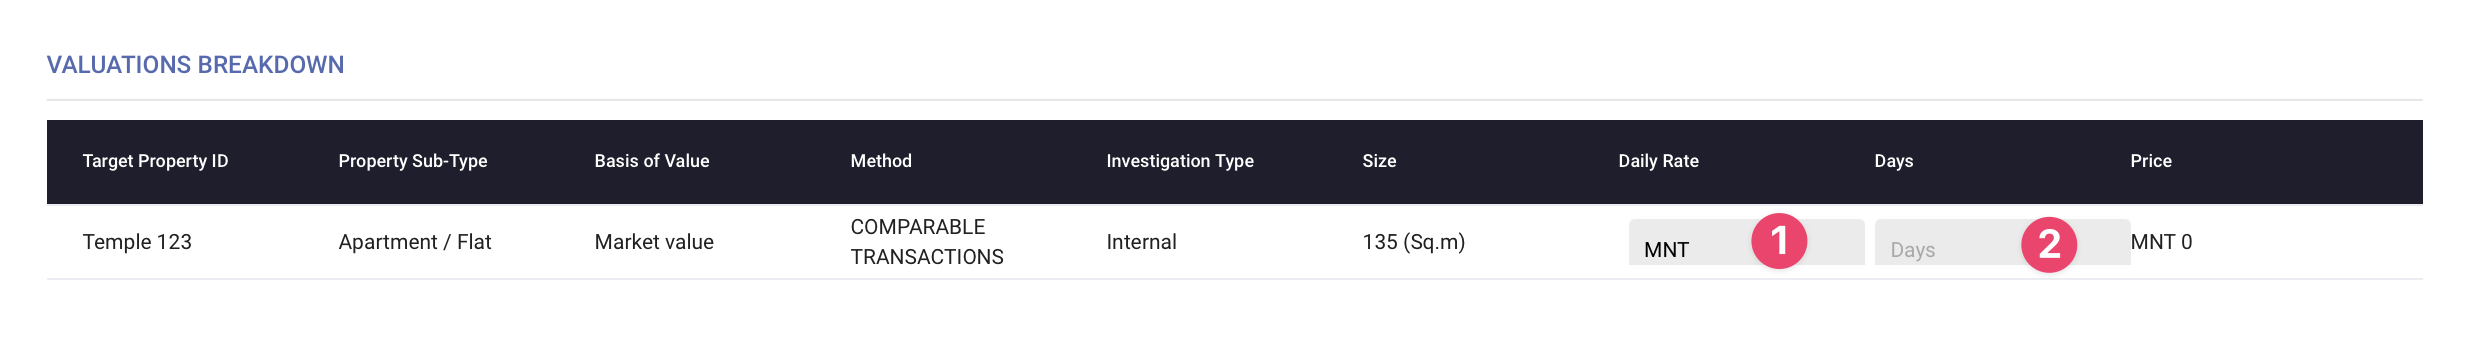 VALUATIONS BREAKDOWN
Target Property ID Property Sub-Type Basis of Value Method Investigation Type Size Daily Rate Days Price
Temple 123 Apartment / Flat Market value COMPARABLE TRANSACTIONS Internal 135 (Sq.m) MNT 1 Days 2 MNT 0